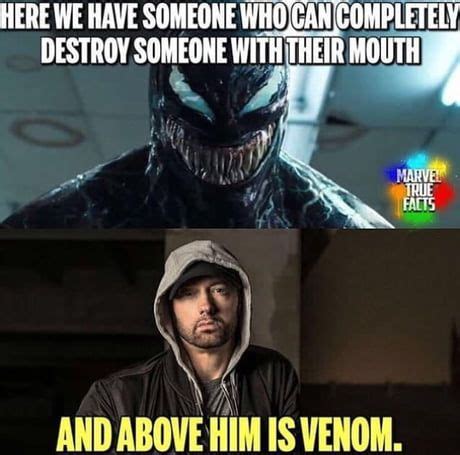 HERE WE HAVE SOMEONE WHO CAN COMPLETELY
DESTROY SOMEONE WITH THEIR MOUTH
MARVEL
TRUE
FACTS
AND ABOVE HIM IS VENOM.